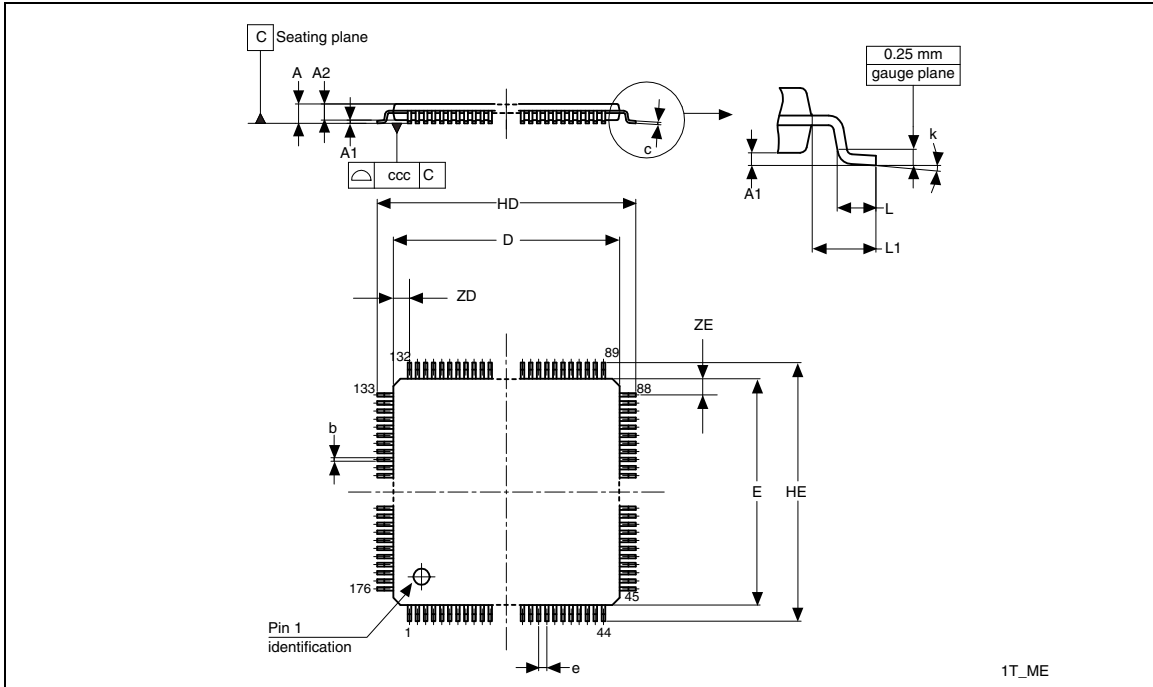 C Seating plane
0.25 mm
gauge plane
A A2
A1
c
k
ccc C
A1
L
HD
L1
D
ZD
ZE
132 89
133 88
b
E HE
176 45
Pin 1
identification
1 44
e
1T_ME